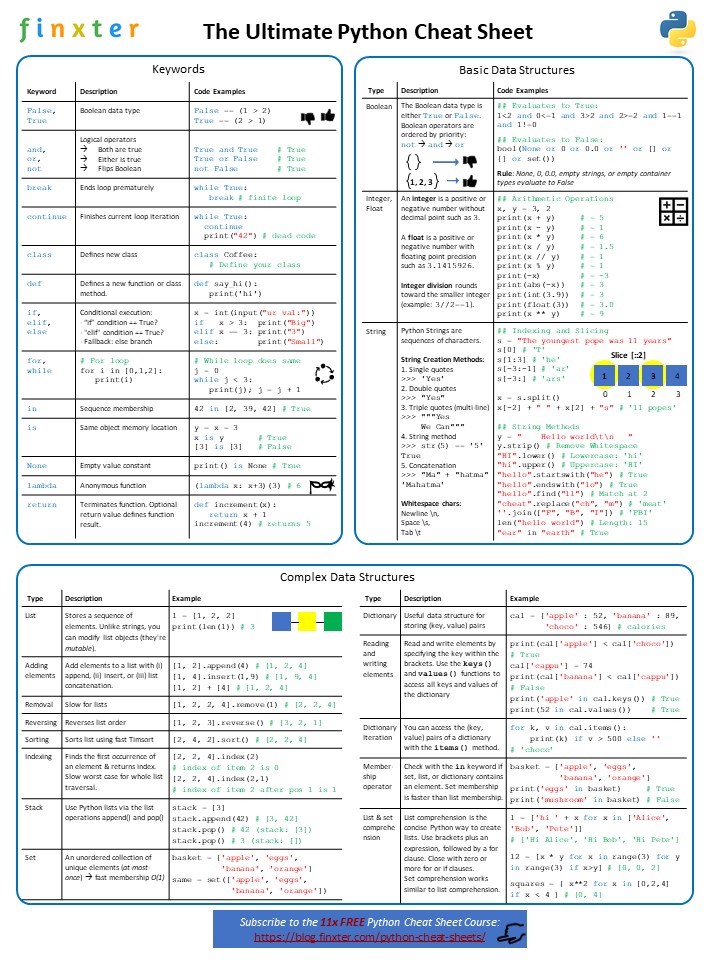 finxter
The Ultimate Python Cheat Sheet
Keywords
Keyword Description Code Examples
False, Boolean data type False == (1 > 2)
True True == (2 > 1)
Logical operators
and, → Both are true True and True # True
or, → Either is true True or False # True
not → Flips Boolean not False # True
break Ends loop prematurely while True:
break # finite loop
continue Finishes current loop iteration while True:
continue
print("42") # dead code
class Defines new class class Coffee:
# Define your class
def Defines a new function or class def say_hi():
method. print('hi')
if, Conditional execution: x = int(input("ur val:"))
elif, - "if" condition == True? if x > 3: print("Big")
else - "elif" condition == True? elif x == 3: print("3")
- Fallback: else branch else: print("Small")
for, # For loop # While loop does same
while for i in [0,1,2]: j = 0
print(i) while j < 3:
print(j); j = j + 1
in Sequence membership 42 in [2, 39, 42] # True
is Same object memory location y = x = 3
x is y # True
[3] is [3] # False
None Empty value constant print() is None # True
lambda Anonymous function (lambda x: x+3)(3) # 6
return Terminates function. Optional def increment(x):
return value defines function return x + 1
result. increment(4) # returns 5
Basic Data Structures
Type Description Code Examples
Boolean The Boolean data type is ## Evaluates to True:
either True or False. 1<2 and 0<=1 and 3>2 and 2>=2 and 1==1
Boolean operators are and 1!=0
ordered by priority:
not → and → or ## Evaluates to False:
bool(None or 0 or 0.0 or '' or [] or
{ } {} or set())
{1, 2, 3} Rule: None, 0, 0.0, empty strings, or empty container
types evaluate to False
Integer, An integer is a positive or ## Arithmetic Operations
Float negative number without x, y = 3, 2
decimal point such as 3. print(x + y) # = 5
print(x - y) # = 1
A float is a positive or print(x * y) # = 6
negative number with print(x / y) # = 1.5
floating point precision print(x // y) # = 1
such as 3.1415926. print(x % y) # = 1
print(-x) # = -3
Integer division rounds print(abs(-x)) # = 3
toward the smaller integer print(int(3.9)) # = 3
(example: 3//2==1). print(float(3)) # = 3.0
print(x ** y) # = 9
String Python Strings are ## Indexing and Slicing
sequences of characters. s = "The youngest pope was 11 years"
s[0] # 'T'
String Creation Methods: s[1:3] # 'he' Slice [::2]
1. Single quotes s[-3:-1] # 'ar'
>>> 'Yes' s[-3:] # 'ars' 1 2 3 4
2. Double quotes 0 1 2 3
>>> "Yes" x = s.split()
3. Triple quotes (multi line) x[-2] + " " + x[2] + "s" # '11 popes'
>>> """Yes
We Can""" ## String Methods
4. String method y = " Hello world\t\n "
>>> str(5) == '5' y.strip() # Remove Whitespace
True "HI".lower() # Lowercase: 'hi'
5. Concatenation "hi".upper() # Uppercase: 'HI'
>>> "Ma" + "hatma" "hello".startswith("he") # True
'Mahatma' "hello".endswith("lo") # True
"hello".find("ll") # Match at 2
Whitespace chars: "cheat".replace("ch", "m") # 'meat'
Newline \n, ''.join(["F", "B", "I"]) # 'FBI'
Space \s, len("hello world") # Length: 15
Tab \t "ear" in "earth" # True
Complex Data Structures
Type Description Example
List Stores a sequence of l = [1, 2, 2]
elements. Unlike strings, you print(len(l)) # 3
can modify list objects (they're
mutable).
Adding Add elements to a list with (i) [1, 2].append(4) # [1, 2, 4]
elements append, (ii) insert, or (iii) list [1, 4].insert(1,9) # [1, 9, 4]
concatenation. [1, 2] + [4] # [1, 2, 4]
Removal Slow for lists [1, 2, 2, 4].remove(1) # [2, 2, 4]
Reversing Reverses list order [1, 2, 3].reverse() # [3, 2, 1]
Sorting Sorts list using fast Timsort [2, 4, 2].sort() # [2, 2, 4]
Indexing Finds the first occurrence of [2, 2, 4].index(2)
an element & returns index. # index of item 2 is 0
Slow worst case for whole list [2, 2, 4].index(2,1)
traversal. # index of item 2 after pos 1 is 1
Stack Use Python lists via the list stack = [3]
operations append() and pop() stack.append(42) # [3, 42]
stack.pop() # 42 (stack: [3])
stack.pop() # 3 (stack: [])
Set An unordered collection of basket = ['apple', 'eggs',
unique elements (at-most- 'banana', 'orange']
once) → fast membership O(1) same = set(['apple', 'eggs',
'banana', 'orange'])
Type Description Example
Dictionary Useful data structure for cal = {'apple' : 52, 'banana' : 89,
storing (key, value) pairs 'choco' : 546} # calories
Reading Read and write elements by print(cal['apple'] < cal['choco'])
and specifying the key within the # True
writing brackets. Use the keys() cal['cappu'] = 74
elements and values() functions to print(cal['banana'] < cal['cappu'])
access all keys and values of # False
the dictionary print('apple' in cal.keys()) # True
print(52 in cal.values()) # True
Dictionary You can access the (key, for k, v in cal.items():
Iteration value) pairs of a dictionary print(k) if v > 500 else ''
with the items() method. # 'choco'
Member- Check with the in keyword if basket = {'apple', 'eggs',
ship set, list, or dictionary contains 'banana', 'orange'}
operator an element. Set membership print('eggs' in basket) # True
is faster than list membership. print('mushroom' in basket) # False
List & set List comprehension is the l = ['hi ' + x for x in ['Alice',
comprehe concise Python way to create 'Bob', 'Pete']]
nsion lists. Use brackets plus an # ['Hi Alice', 'Hi Bob', 'Hi Pete']
expression, followed by a for
clause. Close with zero or l2 = [x * y for x in range(3) for y
more for or if clauses. in range(3) if x>y] # [0, 0, 2]
Set comprehension works squares = { x**2 for x in [0,2,4]
similar to list comprehension. if x < 4 } # {0, 4}
Subscribe to the 11x FREE Python Cheat Sheet Course:
https://blog.finxter.com/python-cheat-sheets/